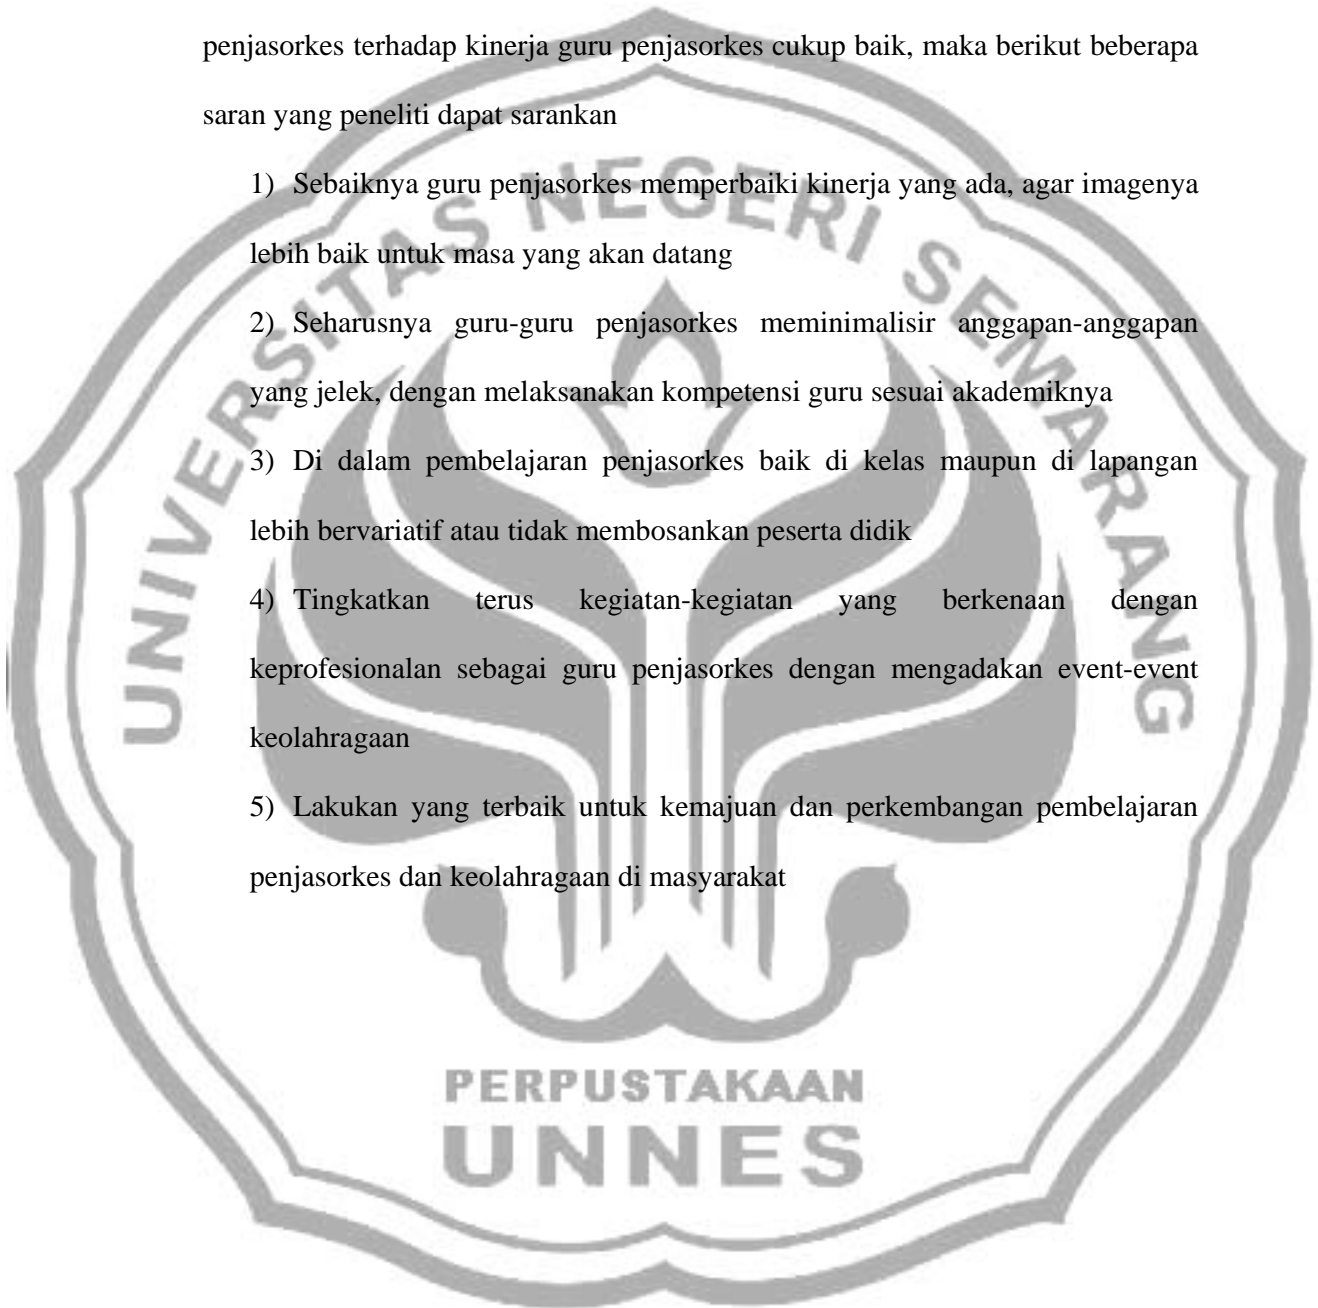 penjasorkes terhadap kinerja guru penjasorkes cukup baik, maka berikut beberapa
saran yang peneliti dapat sarankan
1) Sebaiknya guru penjasorkes memperbaiki kinerja yang ada, agar imagenya
lebih baik untuk masa yang akan datang
2) Seharusnya guru-guru penjasorkes meminimalisir anggapan-anggapan
yang jelek, dengan melaksanakan kompetensi guru sesuai akademiknya
3) Di dalam pembelajaran penjasorkes baik di kelas maupun di lapangan
lebih bervariatif atau tidak membosankan peserta didik
4) Tingkatkan terus kegiatan-kegiatan yang berkenaan dengan
keprofesionalan sebagai guru penjasorkes dengan mengadakan event-event
keolahragaan
5) Lakukan yang terbaik untuk kemajuan dan perkembangan pembelajaran
penjasorkes dan keolahragaan di masyarakat
UNIVERSITAS NEGERI SEMARANG
PERPUSTAKAAN
UNNES